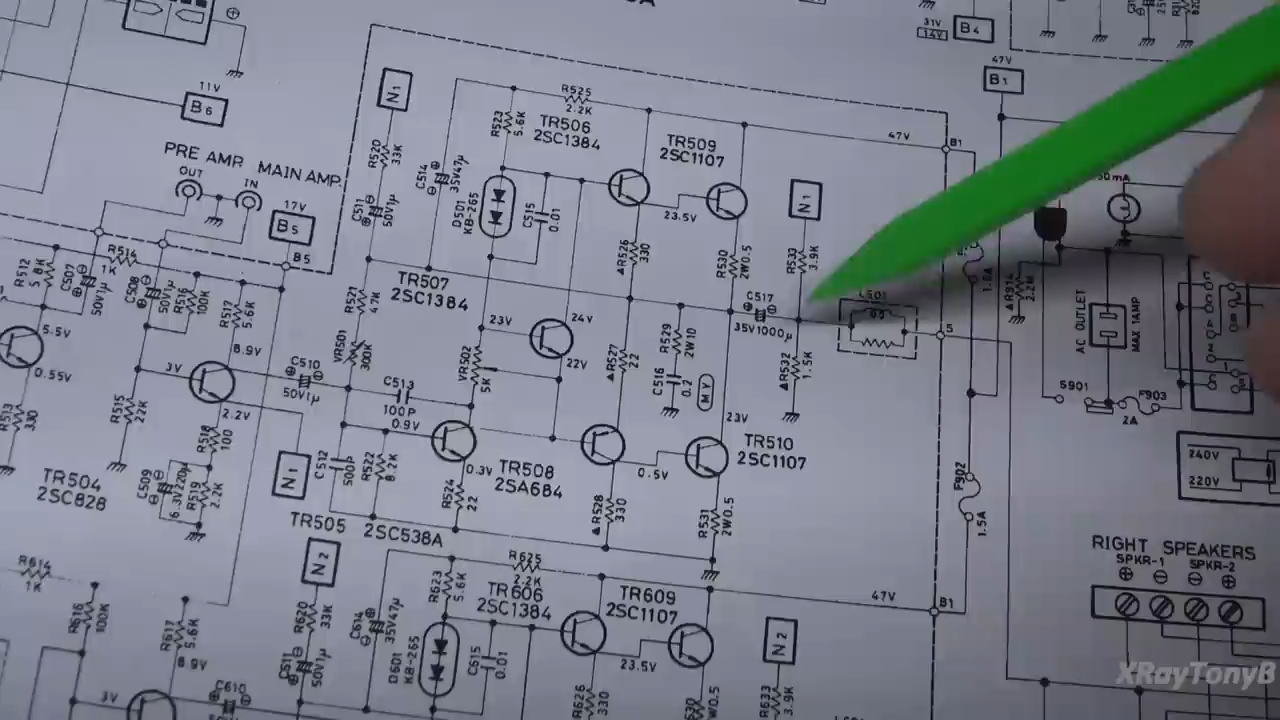 31V
14V
B4
47V
B1
11V
B6
PRE AMP.
OUT
MAIN AMP.
IN
17V
B5
B5
N1
R520
33K
C511
50V1µ
C514
35V47µ
R523
5.6K
R525
2.2K
TR506
2SC1384
TR509
2SC1107
47V
B1
D501
KB-265
C515
0.01
23.5V
R526
330
R530
2W0.5
N1
R533
3.9K
TR507
2SC1384
R521
47K
VR501
300K
23V
24V
22V
VR502
5K
R527
22
R529
2W10
C516
0.2
MY
C517
35V1000µ
R532
1.5K
5
R514
1K
R512
C507
50V1µ
C508
50V1µ
R516
100K
R517
5.6K
5.5V
0.55V
R513
330
3V
8.9V
2.2V
R515
22K
R518
100
C509
6.3V220µ
R519
2.2K
C510
50V1µ
C513
100P
0.9V
C512
500P
R522
8.2K
N1
0.3V
R524
22
TR508
2SA684
R528
330
0.5V
23V
TR510
2SC1107
R531
2W0.5
TR504
2SC828
TR505
2SC538A
R914
2.2M
AC OUTLET
MAX 1AMP
S901
F903
2A
F902
1.5A
240V
220V
RIGHT SPEAKERS
SPKR-1
SPKR-2
R614
1K
R616
100K
R617
5.6K
8.9V
3V
C610
N2
R620
33K
C611
50V1µ
C614
35V47µ
R623
5.6K
R625
2.2K
TR606
2SC1384
TR609
2SC1107
47V
B1
D601
KB-265
C615
0.01
23.5V
R626
330
N2
R633
3.9K
XRayTonyB